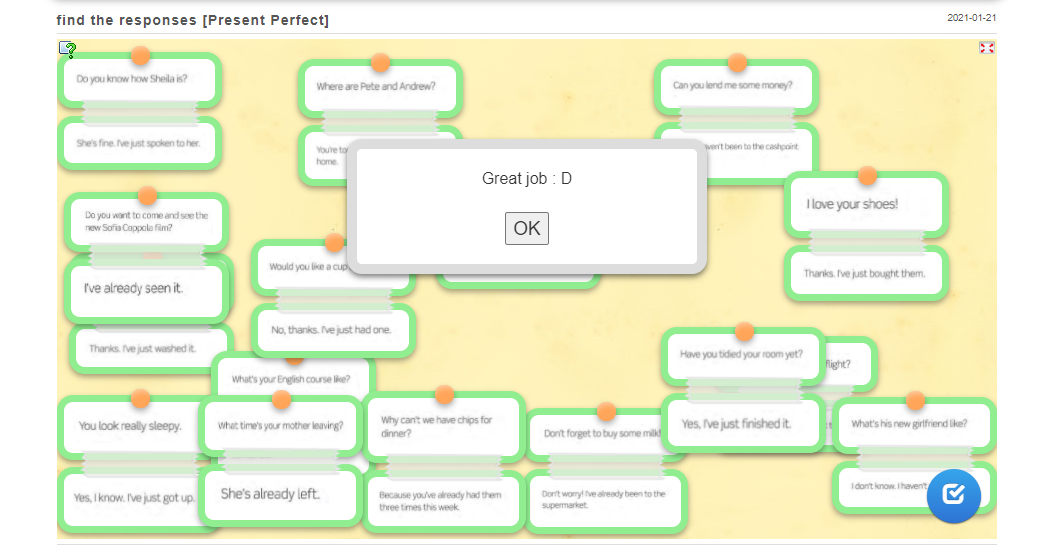 find the responses [Present Perfect]
2021-01-21
Do you know how Sheila is?
She's fine. I've just spoken to her.
Where are Pete and Andrew?
You're
home.
Can you lend me some money?
been to the cashpoint
Great job : D
OK
I love your shoes!
Thanks. I've just bought them.
Do you want to come and see the
new Sofia Coppola film?
I've already seen it.
Would you like a cup
No, thanks. I've just had one.
Thanks. I've just washed it.
What's your English course like?
Have you tidied your room yet?
Yes, I've just finished it.
flight?
You look really sleepy.
Yes, I know. I've just got up.
What time's your mother leaving?
She's already left.
Why can't we have chips for
dinner?
Because you've already had them
three times this week.
Don't forget to buy some milk!
Don't worry! I've already been to the
supermarket.
What's his new girlfriend like?
I don't know. I haven't